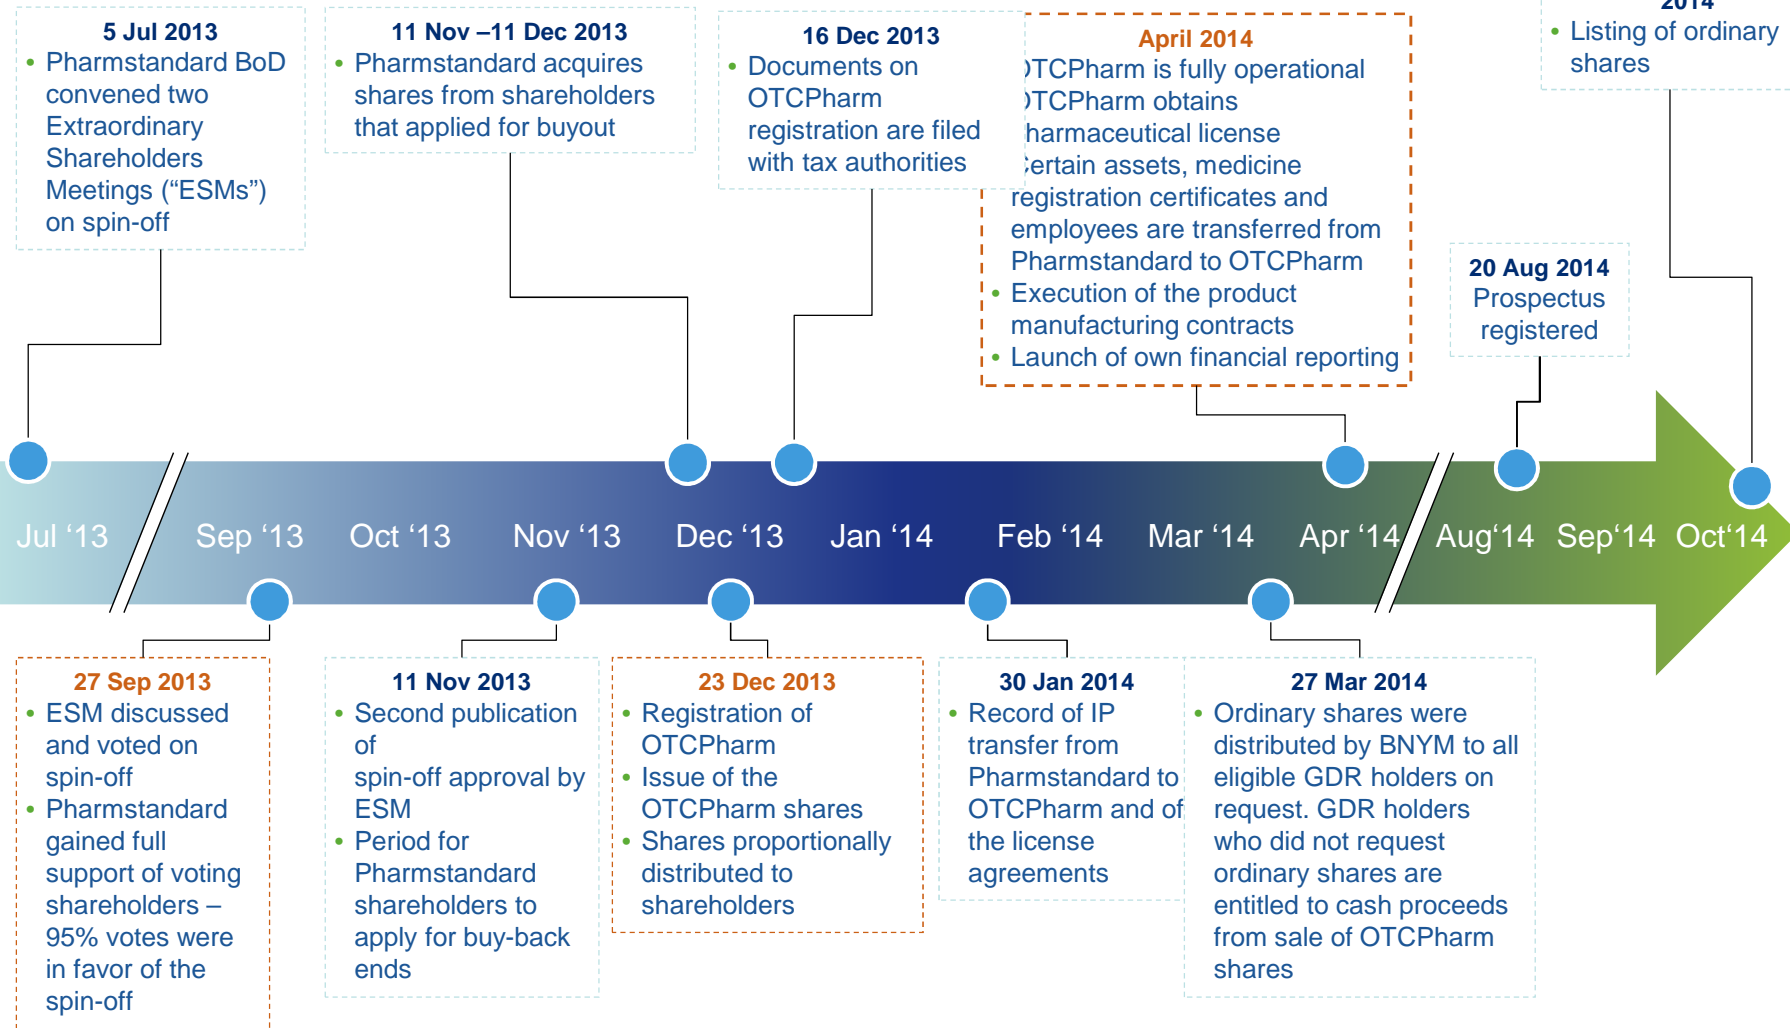 5 Jul 2013
• Pharmstandard BoD
convened two
Extraordinary
Shareholders
Meetings (“ESMs”)
on spin-off
11 Nov –11 Dec 2013
• Pharmstandard acquires
shares from shareholders
that applied for buyout
16 Dec 2013
• Documents on
OTCPharm
registration are filed
with tax authorities
April 2014
OTCPharm is fully operational
OTCPharm obtains
pharmaceutical license
Certain assets, medicine
registration certificates and
employees are transferred from
Pharmstandard to OTCPharm
• Execution of the product
manufacturing contracts
• Launch of own financial reporting
20 Aug 2014
Prospectus
registered
2014
• Listing of ordinary
shares
Jul ‘13
Sep ‘13
Oct ‘13
Nov ‘13
Dec ‘13
Jan ‘14
Feb ‘14
Mar ‘14
Apr ‘14
Aug‘14
Sep‘14
Oct‘14
27 Sep 2013
• ESM discussed
and voted on
spin-off
• Pharmstandard
gained full
support of voting
shareholders –
95% votes were
in favor of the
spin-off
11 Nov 2013
• Second publication
of
spin-off approval by
ESM
• Period for
Pharmstandard
shareholders to
apply for buy-back
ends
23 Dec 2013
• Registration of
OTCPharm
• Issue of the
OTCPharm shares
• Shares proportionally
distributed to
shareholders
30 Jan 2014
• Record of IP
transfer from
Pharmstandard to
OTCPharm and of
the license
agreements
27 Mar 2014
• Ordinary shares were
distributed by BNYM to all
eligible GDR holders on
request. GDR holders
who did not request
ordinary shares are
entitled to cash proceeds
from sale of OTCPharm
shares